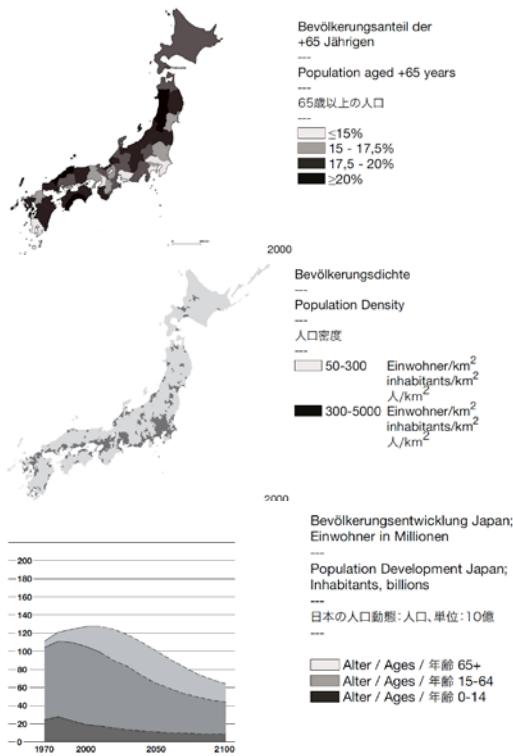 Bevölkerungsanteil der
+65 Jährigen
---
Population aged +65 years
---
65歳以上の人口
---
≤15%
15 - 17,5%
17,5 - 20%
≥20%
2000
Bevölkerungsdichte
---
Population Density
---
人口密度
---
50-300 Einwohner/km²
inhabitants/km²
人/km²
300-5000 Einwohner/km²
inhabitants/km²
人/km²
2000
Bevölkerungsentwicklung Japan;
Einwohner in Millionen
---
Population Development Japan;
Inhabitants, billions
---
日本の人口動態：人口、単位：10億
---
Alter / Ages / 年齢 65+
Alter / Ages / 年齢 15-64
Alter / Ages / 年齢 0-14
200
180
160
140
120
100
80
60
40
20
0
1970 2000 2050 2100